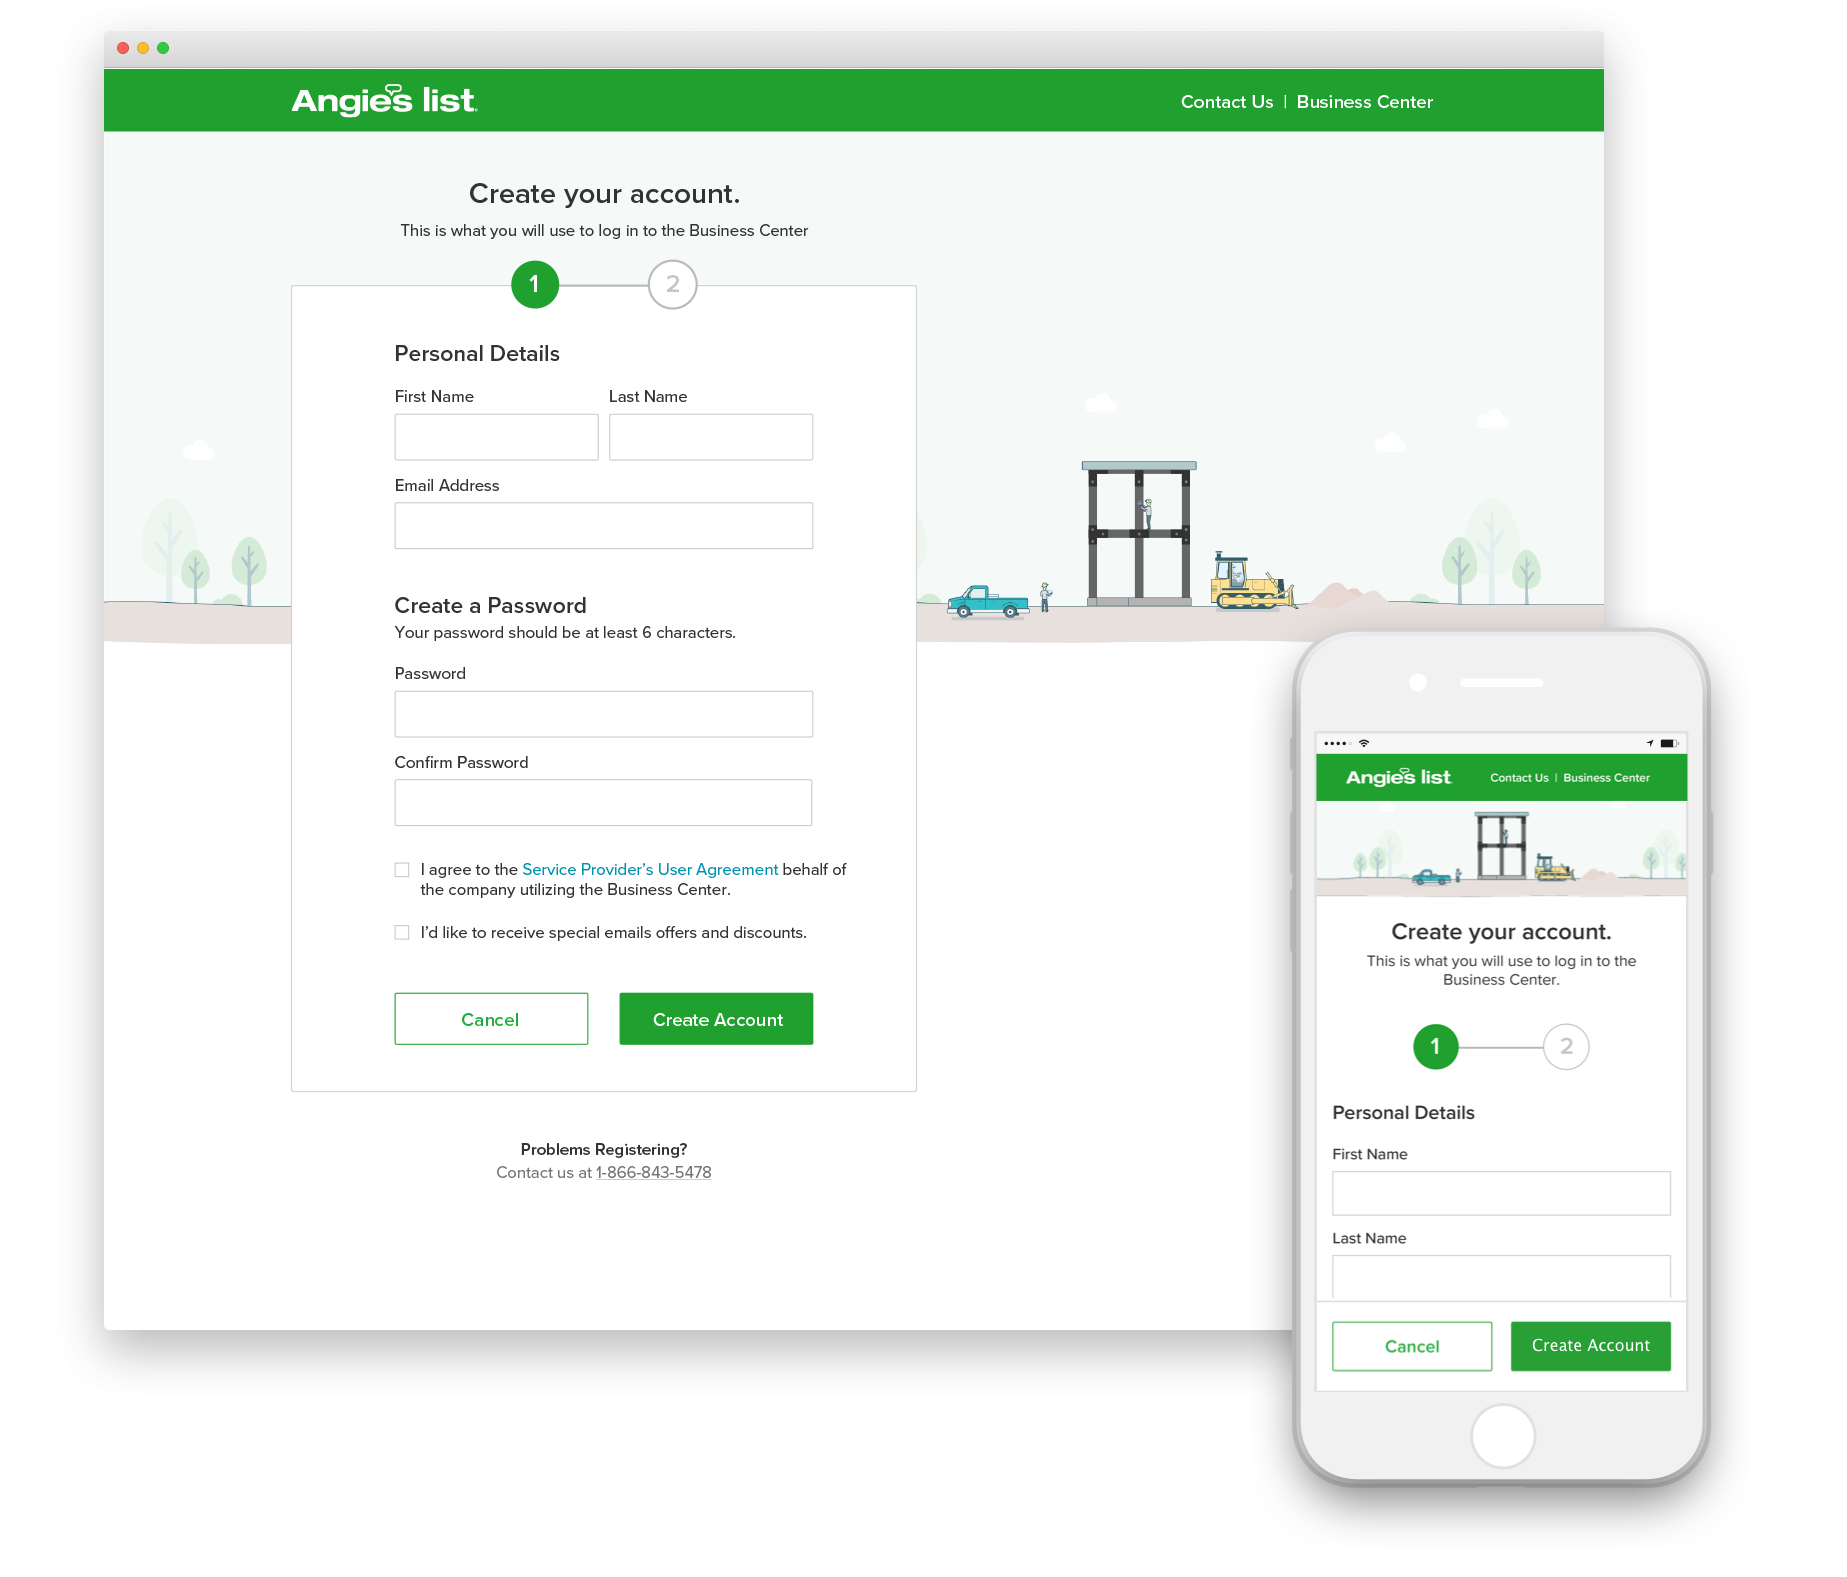 Angie's list
Contact Us | Business Center
Create your account.
This is what you will use to log in to the Business Center
1
2
Personal Details
First Name
Last Name
Email Address
Create a Password
Your password should be at least 6 characters.
Password
Confirm Password
I agree to the Service Provider's User Agreement behalf of
the company utilizing the Business Center.
I'd like to receive special emails offers and discounts.
Cancel
Create Account
Problems Registering?
Contact us at 1-866-843-5478
Angie's list
Contact Us | Business Center
Create your account.
This is what you will use to log in to the
Business Center.
1
2
Personal Details
First Name
Last Name
Cancel
Create Account